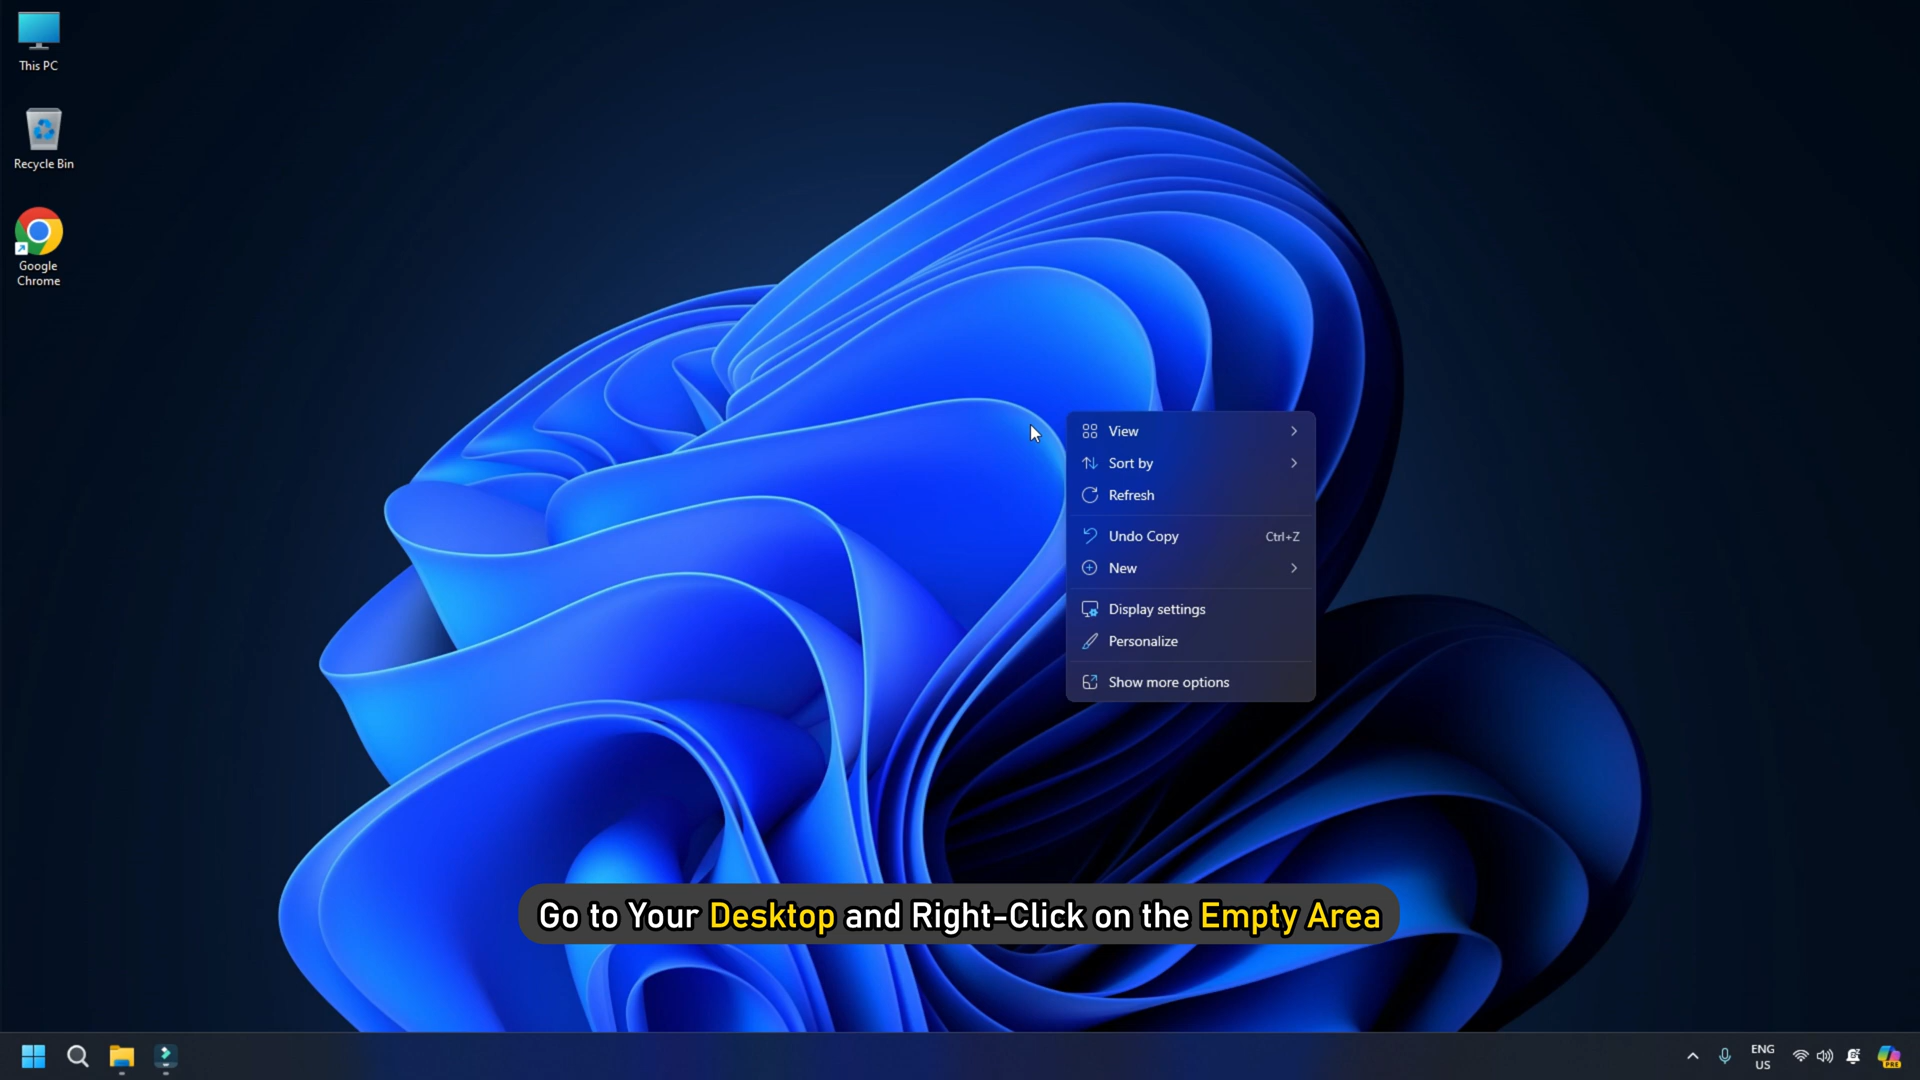 This PC
Recycle Bin
Google
Chrome
View
Sort by
Refresh
Undo Copy Ctrl+Z
New
Display settings
Personalize
Show more options
Go to Your Desktop and Right-Click on the Empty Area
ENG
US
PRE